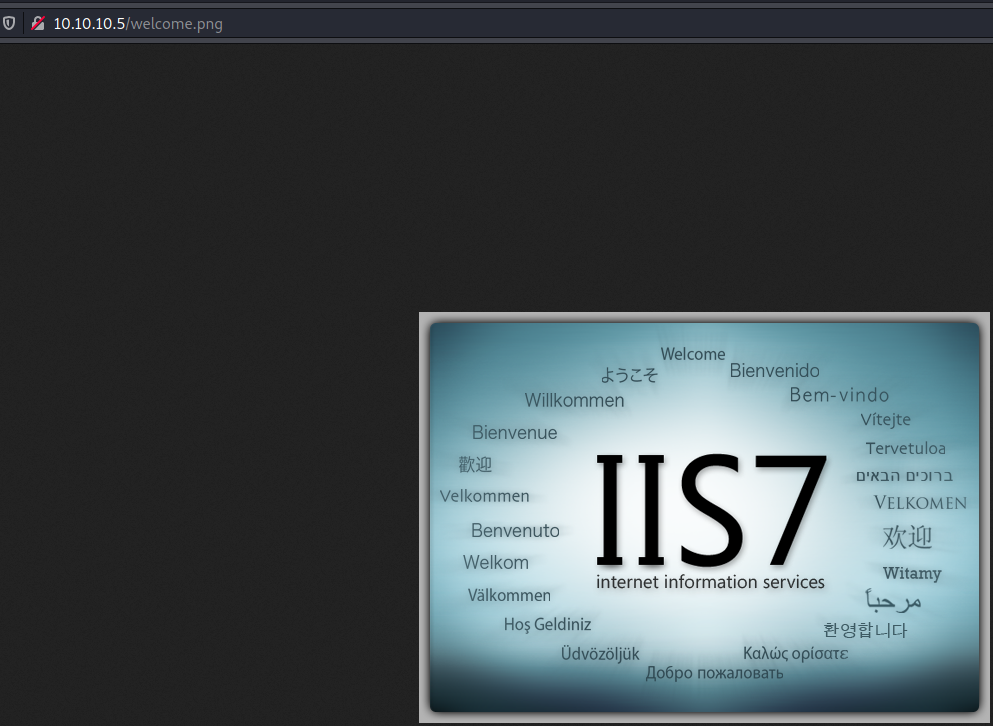 10.10.10.5/welcome.png
Welcome
ようこそ
Bienvenido
Willkommen
Bem-vindo
Bienvenue
Vítejte
歡迎
Tervetuloa
Velkommen
ברוכים הבאים
Benvenuto
VELKOMEN
IIS7
Welkom
欢迎
internet information services
Välkommen
Witamy
Hoş Geldiniz
مرحباً
Üdvözöljük
환영합니다
Καλώς ορίσατε
Добро пожаловать